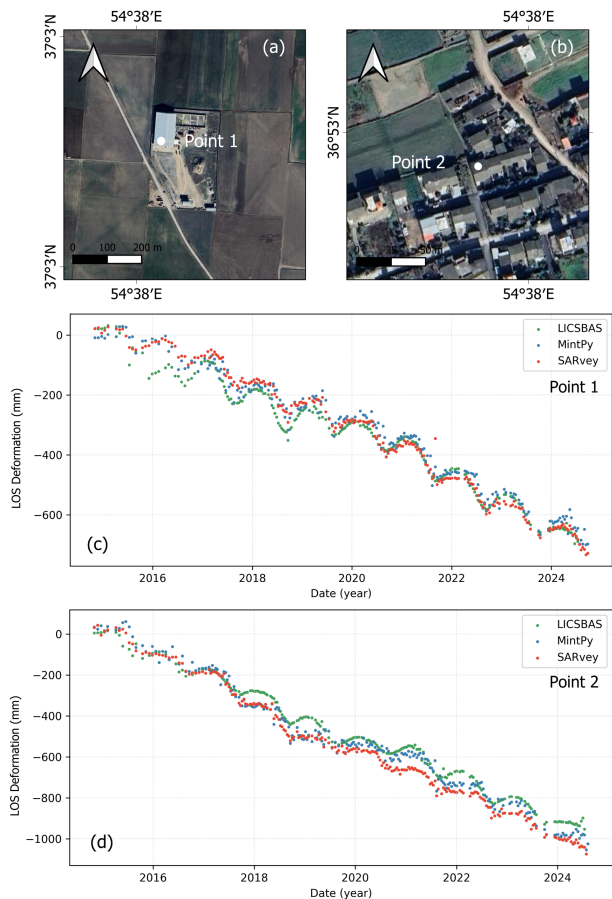 54°38′E
54°38′E
37°3′N
(a)
Point 1
0 100 200 m
37°3′N
54°38′E
36°53′N
(b)
Point 2
50 m
54°38′E
LOS Deformation (mm)
0
−200
−400
−600
LICSBAS
MintPy
SARvey
Point 1
(c)
2016 2018 2020 2022 2024
Date (year)
LOS Deformation (mm)
0
−200
−400
−600
−800
−1000
LICSBAS
MintPy
SARvey
Point 2
(d)
2016 2018 2020 2022 2024
Date (year)